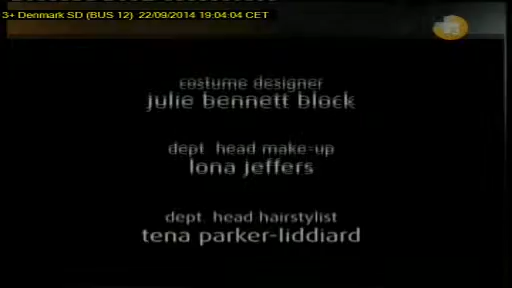 3+ Denmark SD (BUS 12) 22/09/2014 19:04:04 CET
costume designer
julie bennett block
dept. head make-up
lona jeffers
dept. head hairstylist
tena parker-liddiard